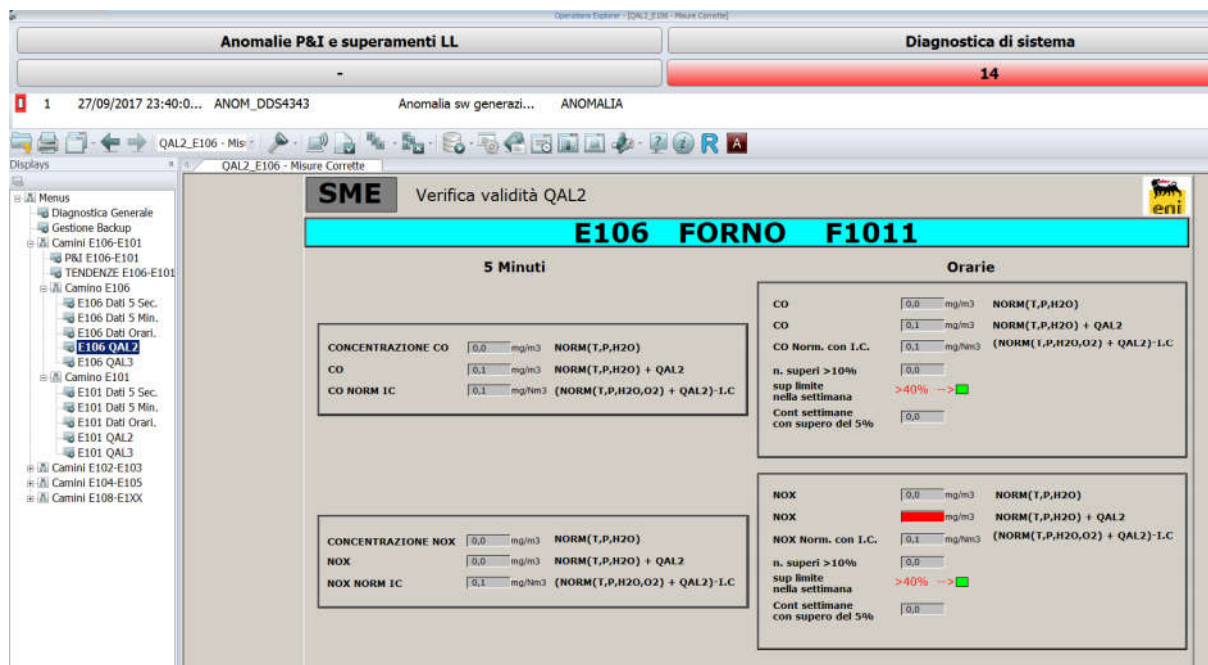 Operations Explorer - [QAL2_E106 - Misure Corrette]
Anomalie P&I e superamenti LL
Diagnostica di sistema
-
14
1 27/09/2017 23:40:0... ANOM_DDS4343 Anomalia sw generazi... ANOMALIA
QAL2_E106 - Mis
R A
Displays
QAL2_E106 - Misure Corrette
Menus
Diagnostica Generale
Gestione Backup
Camini E106-E101
P&I E106-E101
TENDENZE E106-E101
Camino E106
E106 Dati 5 Sec.
E106 Dati 5 Min.
E106 Dati Orari.
E106 QAL2
E106 QAL3
Camino E101
E101 Dati 5 Sec.
E101 Dati 5 Min.
E101 Dati Orari.
E101 QAL2
E101 QAL3
Camini E102-E103
Camini E104-E105
Camini E108-E1XX
SME Verifica validità QAL2
eni
E106 FORNO F1011
5 Minuti
CONCENTRAZIONE CO 0,0 mg/m3 NORM(T,P,H2O)
CO 0,1 mg/m3 NORM(T,P,H2O) + QAL2
CO NORM IC 0,1 mg/Nm3 (NORM(T,P,H2O,O2) + QAL2)-I.C
CONCENTRAZIONE NOX 0,0 mg/m3 NORM(T,P,H2O)
NOX 0,0 mg/m3 NORM(T,P,H2O) + QAL2
NOX NORM IC 0,1 mg/Nm3 (NORM(T,P,H2O,O2) + QAL2)-I.C
Orarie
CO 0,0 mg/m3 NORM(T,P,H2O)
CO 0,1 mg/m3 NORM(T,P,H2O) + QAL2
CO Norm. con I.C. 0,1 mg/Nm3 (NORM(T,P,H2O,O2) + QAL2)-I.C
n. superi >10% 0,0
sup limite
nella settimana >40% -->
Cont settimane
con supero del 5% 0,0
NOX 0,0 mg/m3 NORM(T,P,H2O)
NOX mg/m3 NORM(T,P,H2O) + QAL2
NOX Norm. con I.C. 0,1 mg/Nm3 (NORM(T,P,H2O,O2) + QAL2)-I.C
n. superi >10% 0,0
sup limite
nella settimana >40% -->
Cont settimane
con supero del 5% 0,0